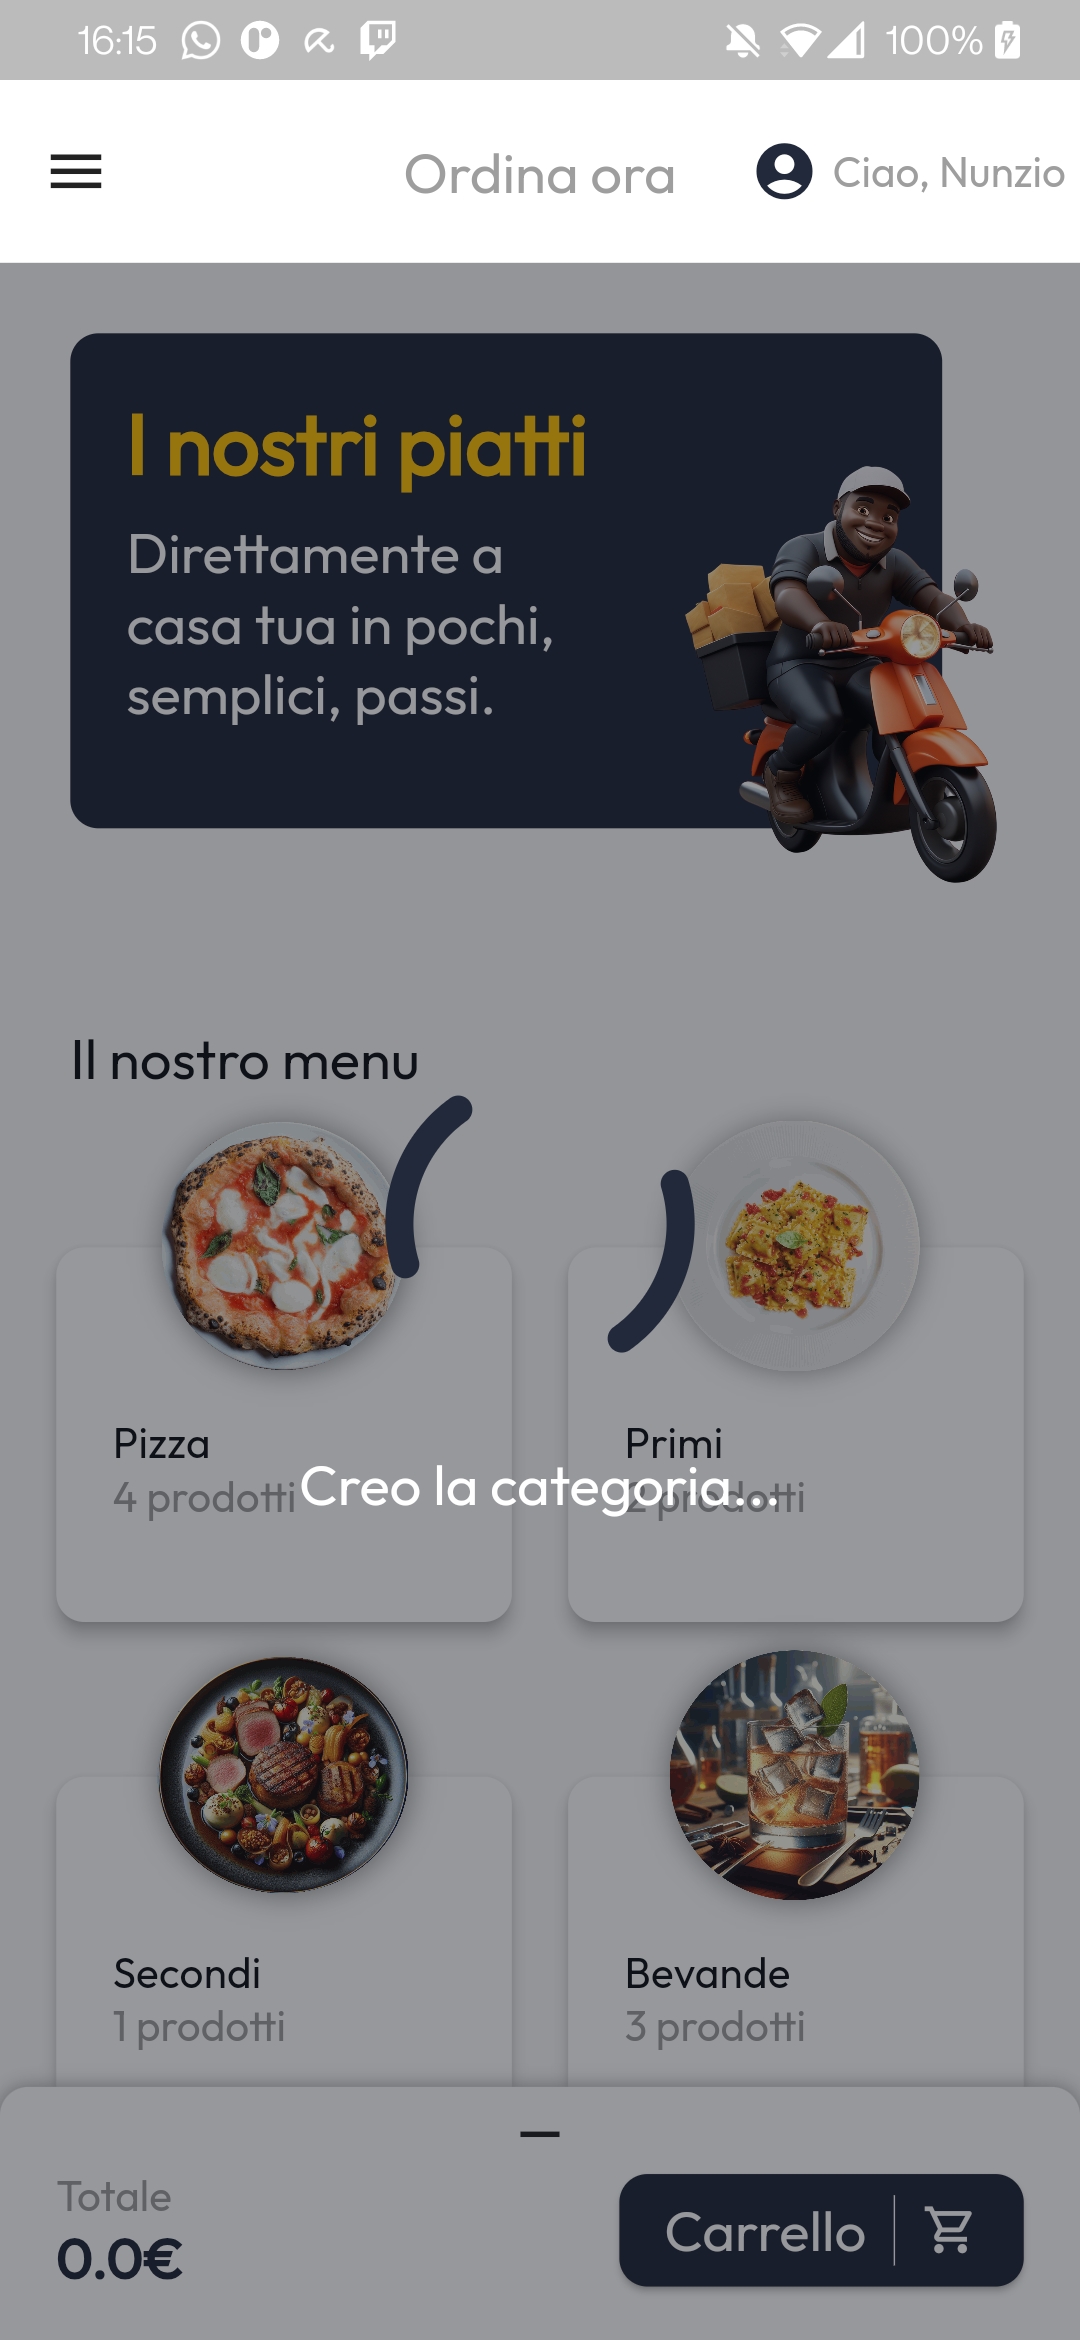 16:15
100%
Ordina ora
Ciao, Nunzio
I nostri piatti
Direttamente a
casa tua in pochi,
semplici, passi.
Il nostro menu
Pizza
Primi
4 prodotti
2 prodotti
Creo la categoria...
Secondi
Bevande
1 prodotti
3 prodotti
Totale
0.0€
Carrello